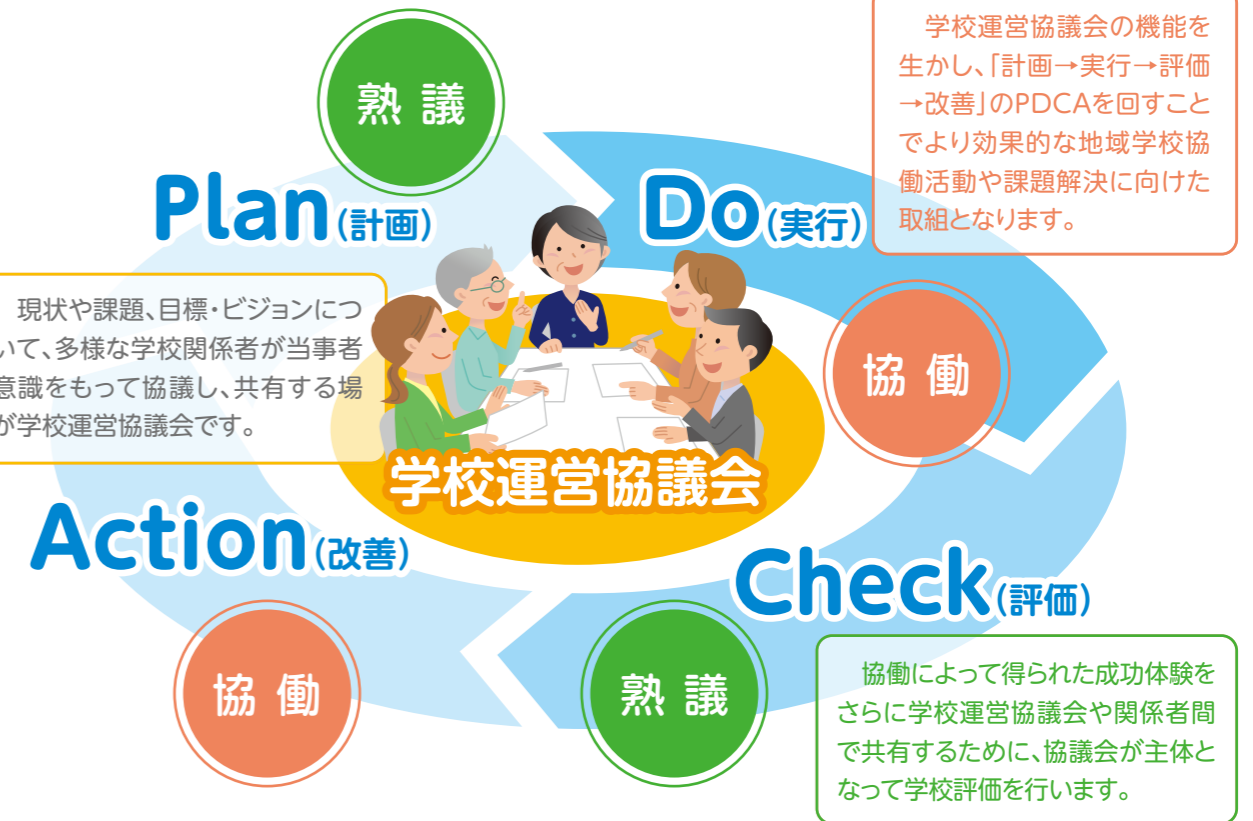 熟議
Plan(計画)
Do(実行)
学校運営協議会の機能を
生かし、「計画→実行→評価
→改善」のPDCAを回すこと
でより効果的な地域学校協
働活動や課題解決に向けた
取組となります。
現状や課題、目標・ビジョンにつ
いて、多様な学校関係者が当事者
意識をもって協議し、共有する場
が学校運営協議会です。
協働
学校運営協議会
Action(改善)
Check(評価)
協働
熟議
協働によって得られた成功体験を
さらに学校運営協議会や関係者間
で共有するために、協議会が主体と
なって学校評価を行います。